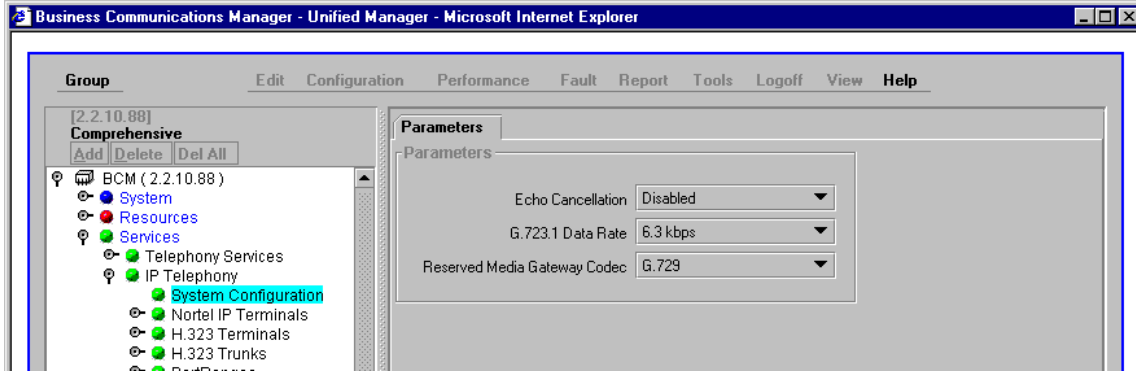 Business Communications Manager - Unified Manager - Microsoft Internet Explorer
Group Edit Configuration Performance Fault Report Tools Logoff View Help
[2.2.10.88]
Comprehensive
Add Delete Del All
BCM ( 2.2.10.88 )
System
Resources
Services
Telephony Services
IP Telephony
System Configuration
Nortel IP Terminals
H.323 Terminals
H.323 Trunks
Parameters
Parameters
Echo Cancellation Disabled
G.723.1 Data Rate 6.3 kbps
Reserved Media Gateway Codec G.729